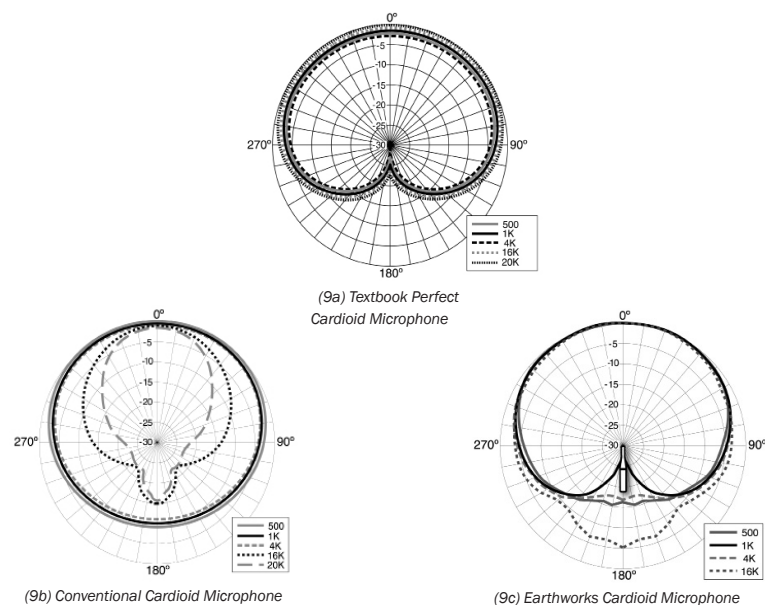 0º
-5
-10
-15
-20
-25
-30
270º
90º
180º
500
1K
4K
16K
20K
(9a) Textbook Perfect
Cardioid Microphone
0º
-5
-10
-15
-20
-25
-30
270º
90º
180º
500
1K
4K
16K
20K
(9b) Conventional Cardioid Microphone
0º
-5
-10
-15
-20
-25
-30
270º
90º
180º
500
1K
4K
16K
(9c) Earthworks Cardioid Microphone